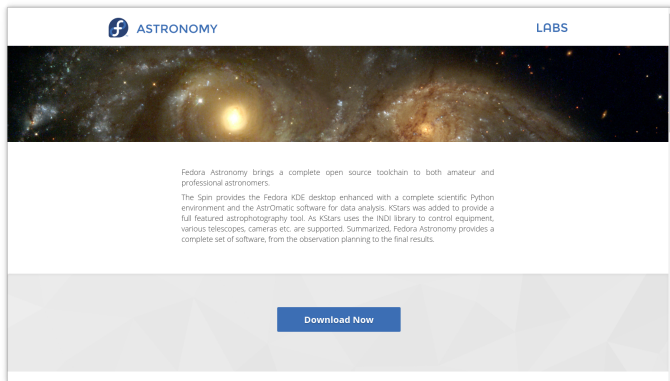 ASTRONOMY
LABS
Fedora Astronomy brings a complete open source toolchain to both amateur and
professional astronomers.
The Spin provides the Fedora KDE desktop enhanced with a complete scientific Python
environment and the AstrOmatic software for data analysis. KStars was added to provide a
full featured astrophotography tool. As KStars uses the INDI library to control equipment,
various telescopes, cameras etc. are supported. Summarized, Fedora Astronomy provides a
complete set of software, from the observation planning to the final results.
Download Now